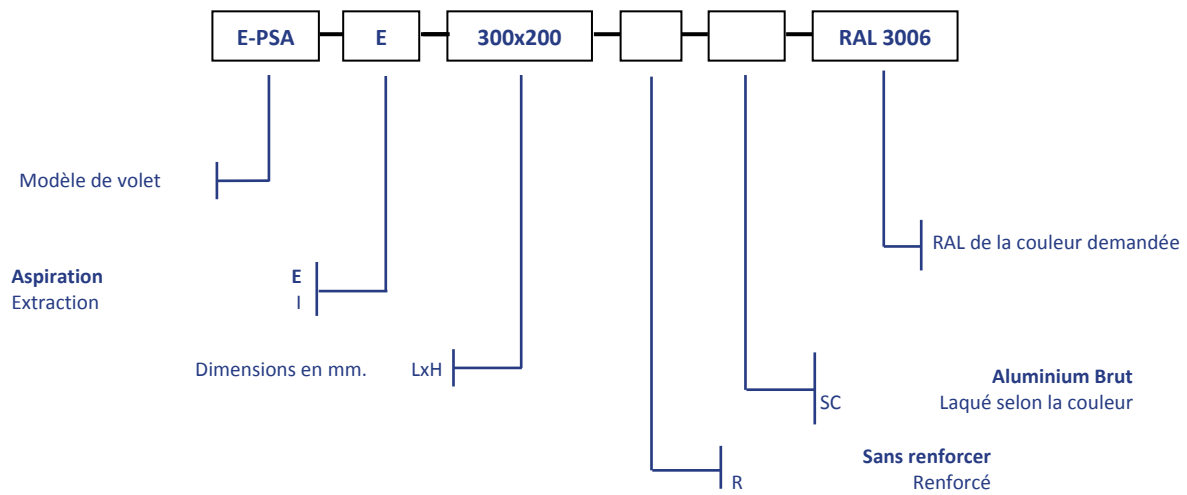 E-PSA E 300x200 RAL 3006
Modèle de volet
RAL de la couleur demandée
Aspiration E
Extraction I
Dimensions en mm. LxH
Aluminium Brut
SC Laqué selon la couleur
Sans renforcer
R Renforcé